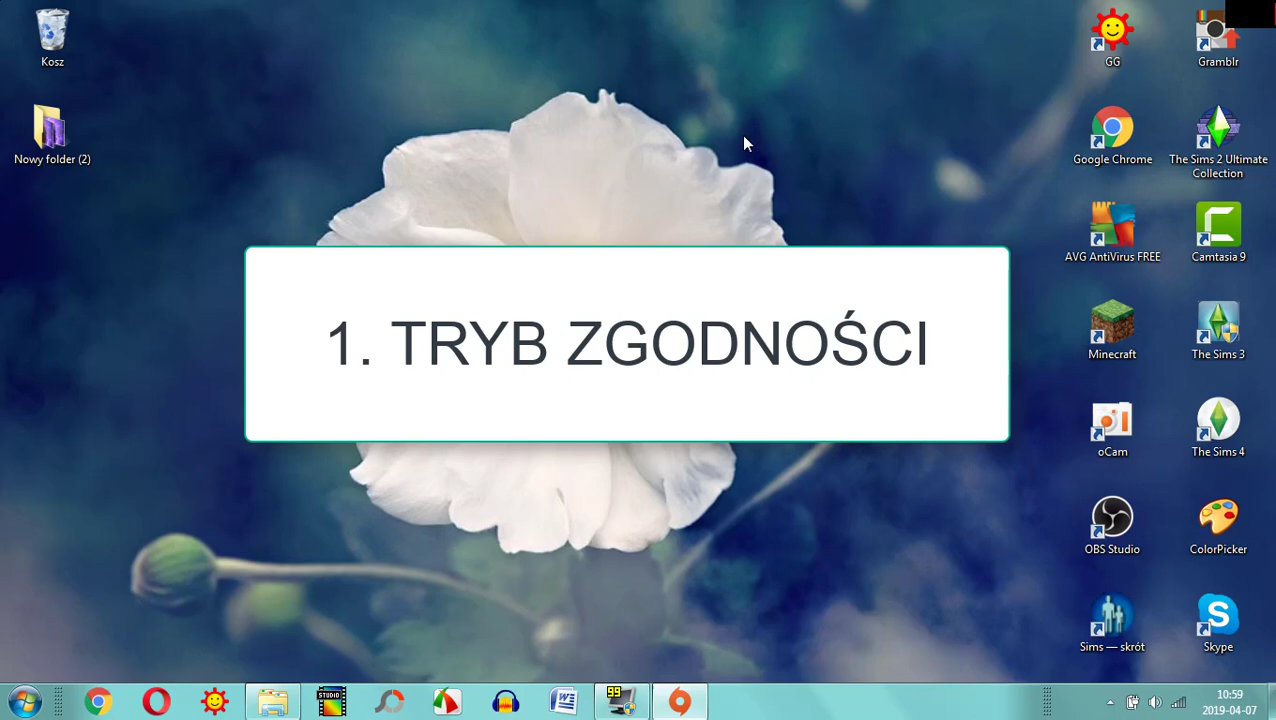 Kosz
Nowy folder (2)
1. TRYB ZGODNOŚCI
GG
Gramblr
Google Chrome
The Sims 2 Ultimate
Collection
AVG AntiVirus FREE
Camtasia 9
Minecraft
The Sims 3
oCam
The Sims 4
OBS Studio
ColorPicker
Sims — skrót
Skype
STUDIO
99
10:59
2019-04-07